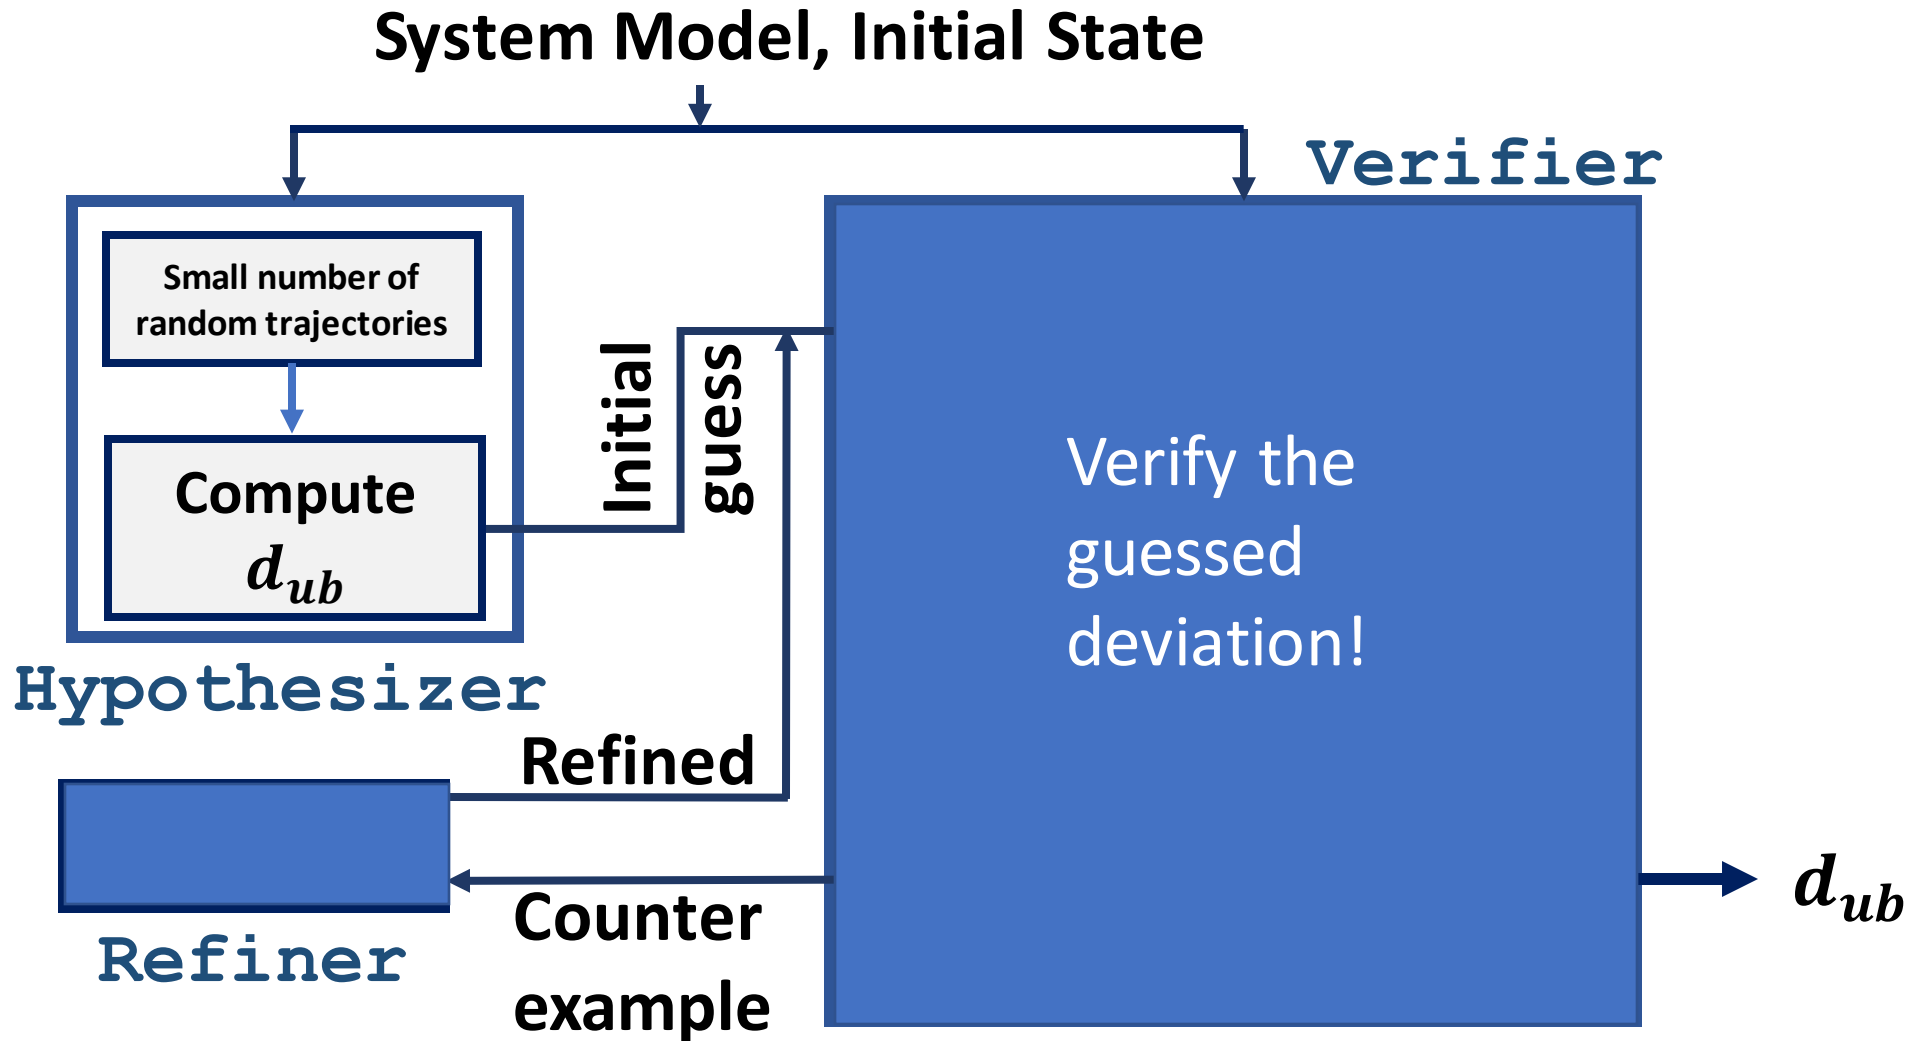 System Model, Initial State
Verifier
Small number of
random trajectories
Compute
d_ub
Hypothesizer
Initial
guess
Verify the
guessed
deviation!
Refined
Refiner
Counter
example
d_ub